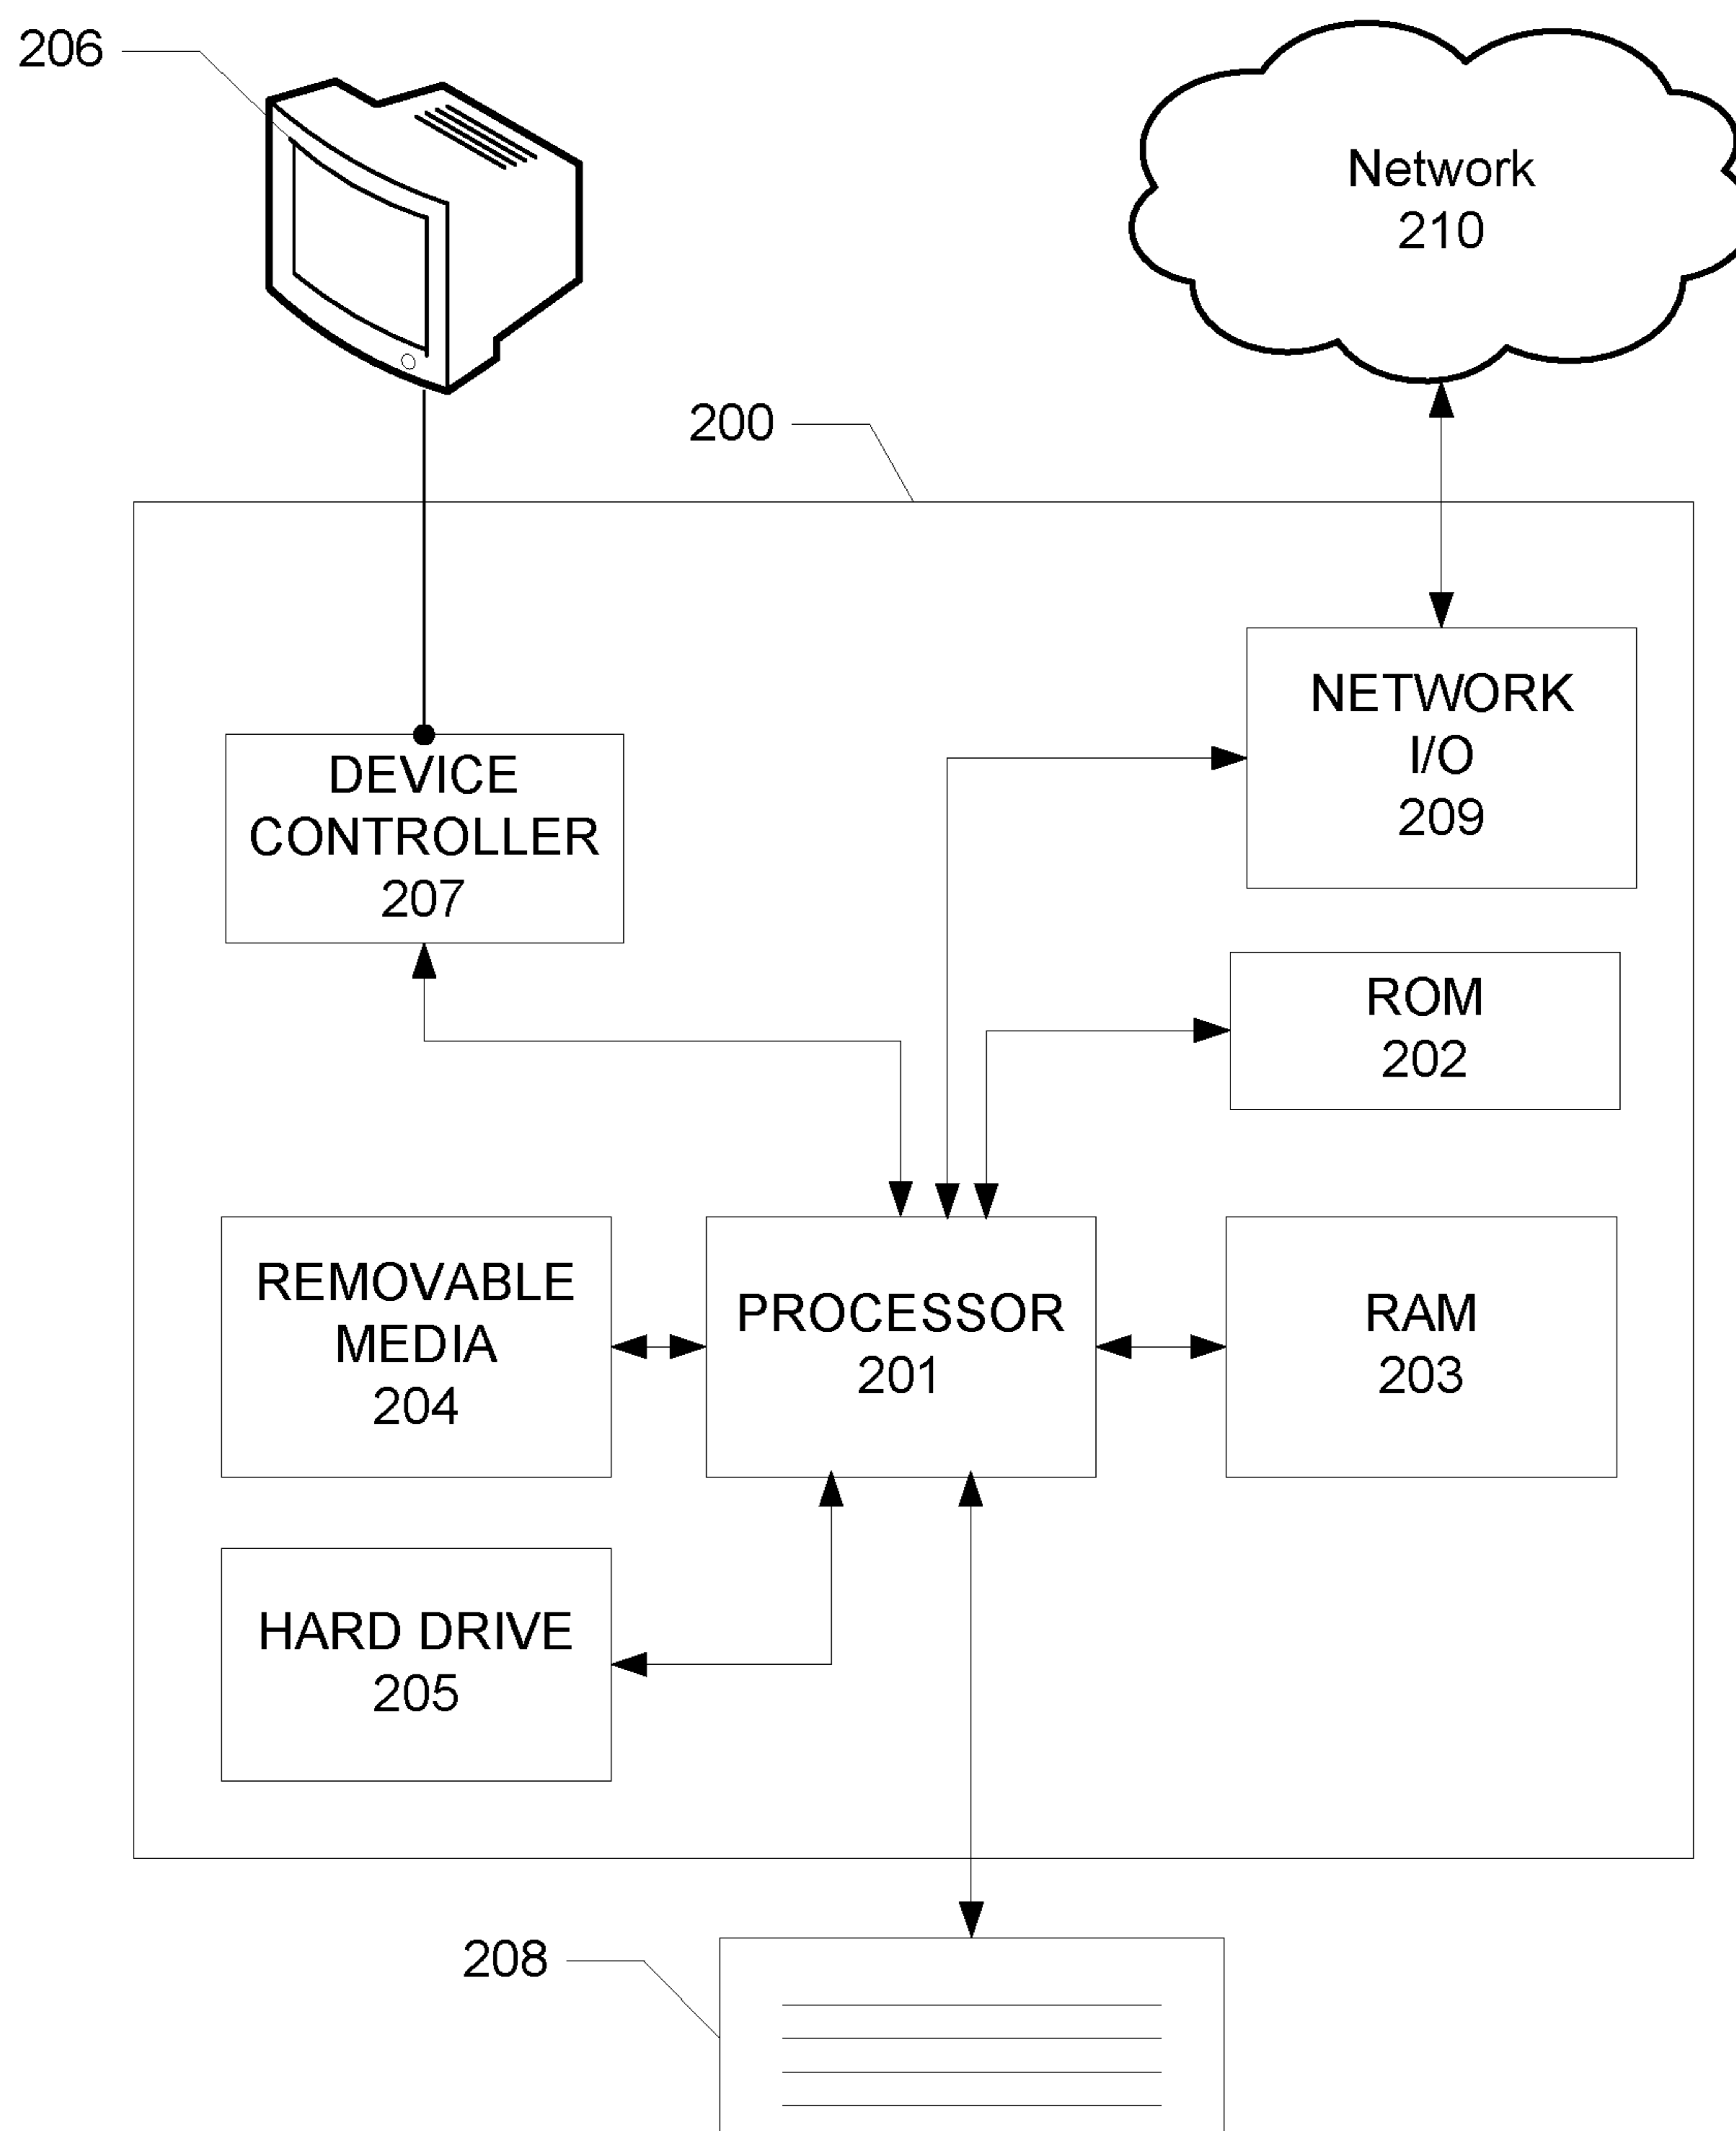 206
Network
210
200
NETWORK
I/O
209
DEVICE
CONTROLLER
207
ROM
202
REMOVABLE
MEDIA
204
PROCESSOR
201
RAM
203
HARD DRIVE
205
208